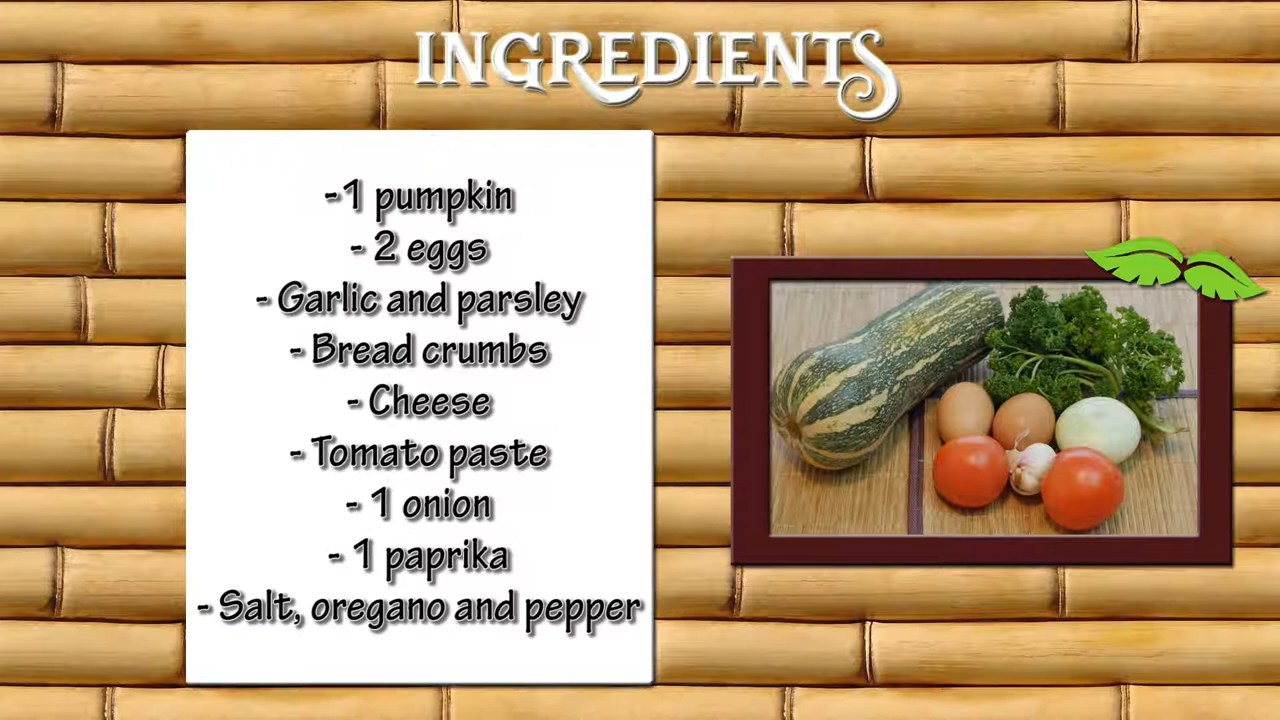 INGREDIENTS
-1 pumpkin
- 2 eggs
- Garlic and parsley
- Bread crumbs
- Cheese
- Tomato paste
- 1 onion
- 1 paprika
- Salt, oregano and pepper